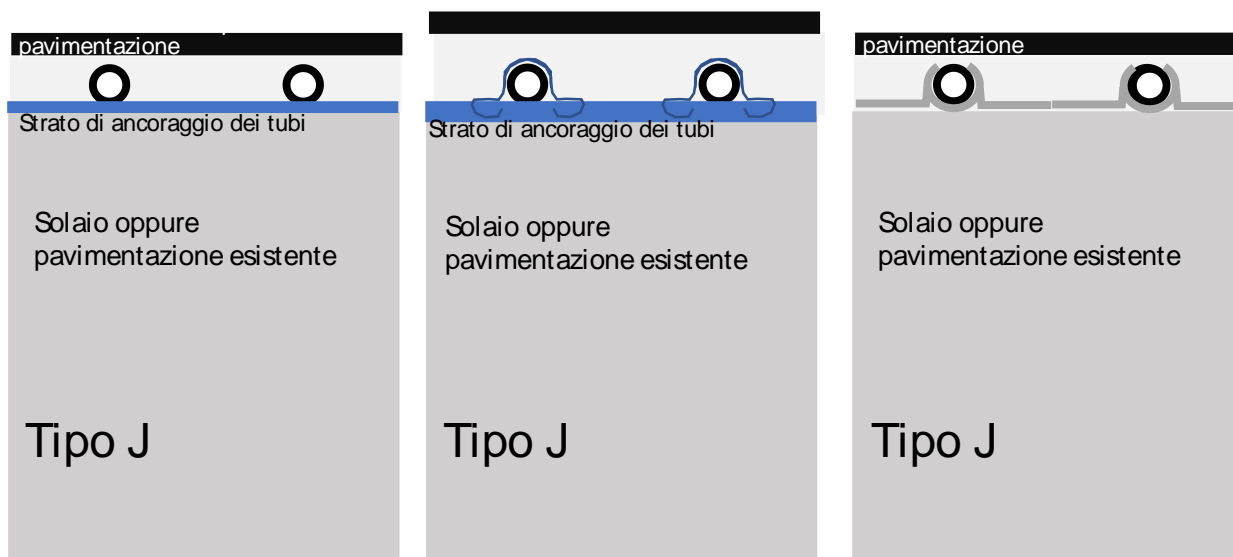 pavimentazione
Strato di ancoraggio dei tubi
Solaio oppure
pavimentazione esistente
Tipo J
Strato di ancoraggio dei tubi
Solaio oppure
pavimentazione esistente
Tipo J
pavimentazione
Solaio oppure
pavimentazione esistente
Tipo J